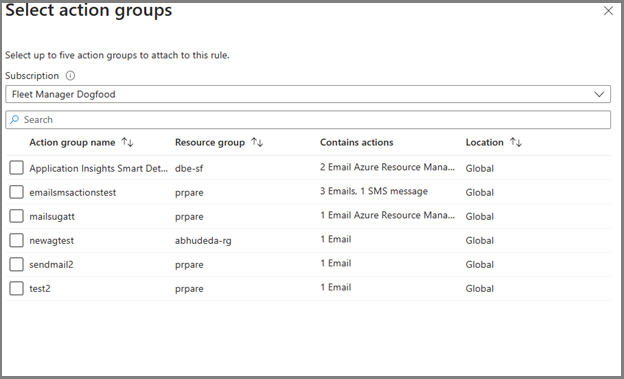 Select action groups
Select up to five action groups to attach to this rule.
Subscription
Fleet Manager Dogfood
Search
Action group name Resource group Contains actions Location
Application Insights Smart Det... dbe-sf 2 Email Azure Resource Mana... Global
emailsmsactionstest prpare 3 Emails, 1 SMS message Global
mailsugatt prpare 1 Email Azure Resource Mana... Global
newagtest abhudeda-rg 1 Email Global
sendmail2 prpare 1 Email Global
test2 prpare 1 Email Global